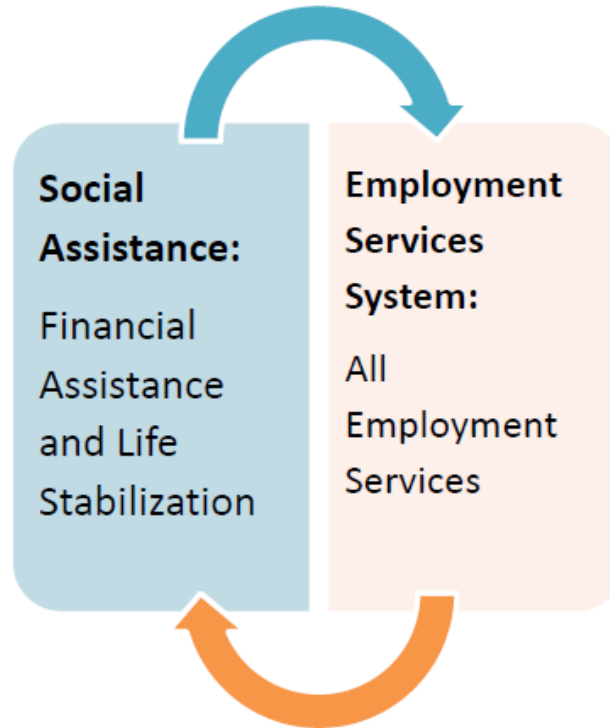 Social
Assistance:
Financial
Assistance
and Life
Stabilization
Employment
Services
System:
All
Employment
Services